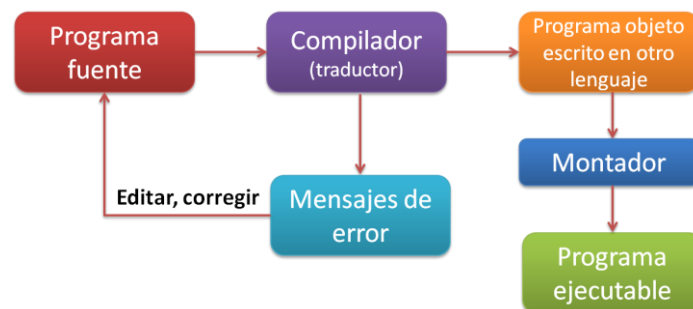 Programa
fuente
Compilador
(traductor)
Programa objeto
escrito en otro
lenguaje
Montador
Editar, corregir
Mensajes de
error
Programa
ejecutable